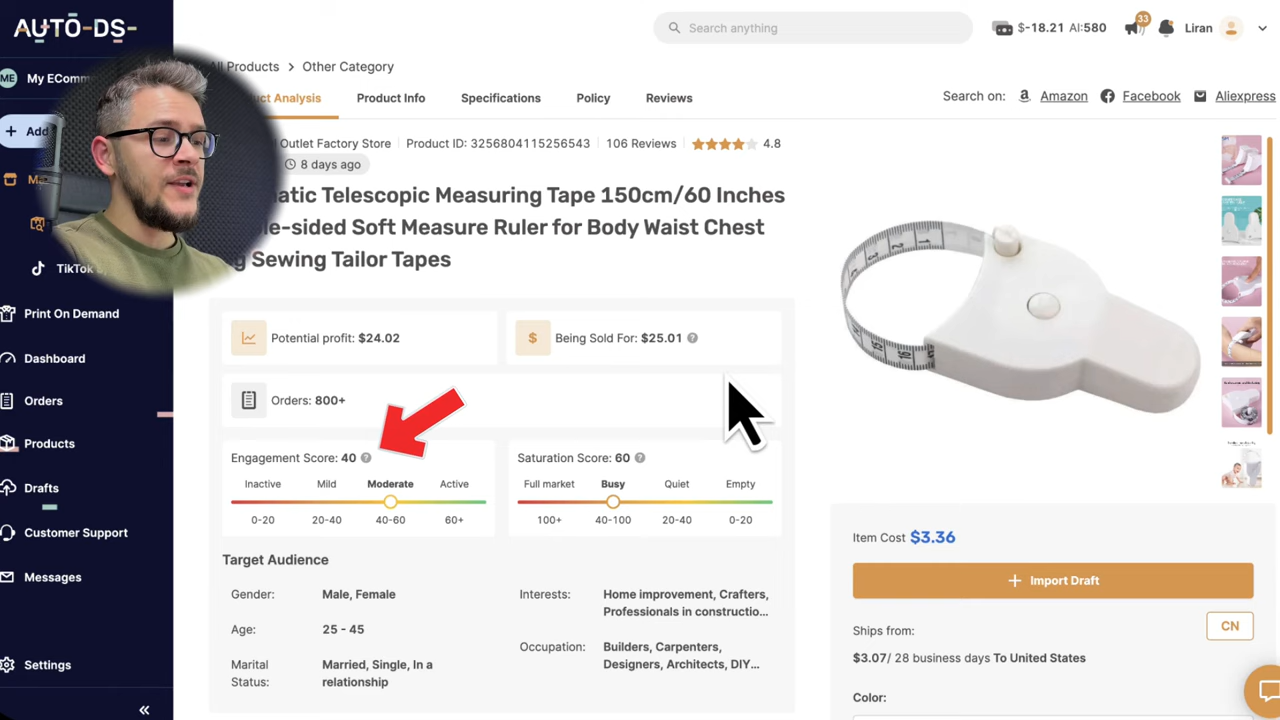 AUTO-DS-
Search anything
$-18.21 AI:580
33
Liran
ME My EComm
All Products > Other Category
Analysis
Product Info
Specifications
Policy
Reviews
Search on: Amazon Facebook Aliexpress
+ Add
Outlet Factory Store
Product ID: 3256804115256543
106 Reviews
4.8
8 days ago
Telescopic Measuring Tape 150cm/60 Inches
-sided Soft Measure Ruler for Body Waist Chest
Sewing Tailor Tapes
TikTok
Print On Demand
Dashboard
Orders
Products
Drafts
Customer Support
Messages
Settings
«
Potential profit: $24.02
$ Being Sold For: $25.01 ?
Orders: 800+
Engagement Score: 40 ?
Inactive Mild Moderate Active
0-20 20-40 40-60 60+
Saturation Score: 60 ?
Full market Busy Quiet Empty
100+ 40-100 20-40 0-20
Target Audience
Gender: Male, Female
Age: 25 - 45
Marital Married, Single, In a
Status: relationship
Interests: Home improvement, Crafters,
Professionals in constructio...
Occupation: Builders, Carpenters,
Designers, Architects, DIY...
Item Cost $3.36
+ Import Draft
Ships from:
CN
$3.07/ 28 business days To United States
Color: